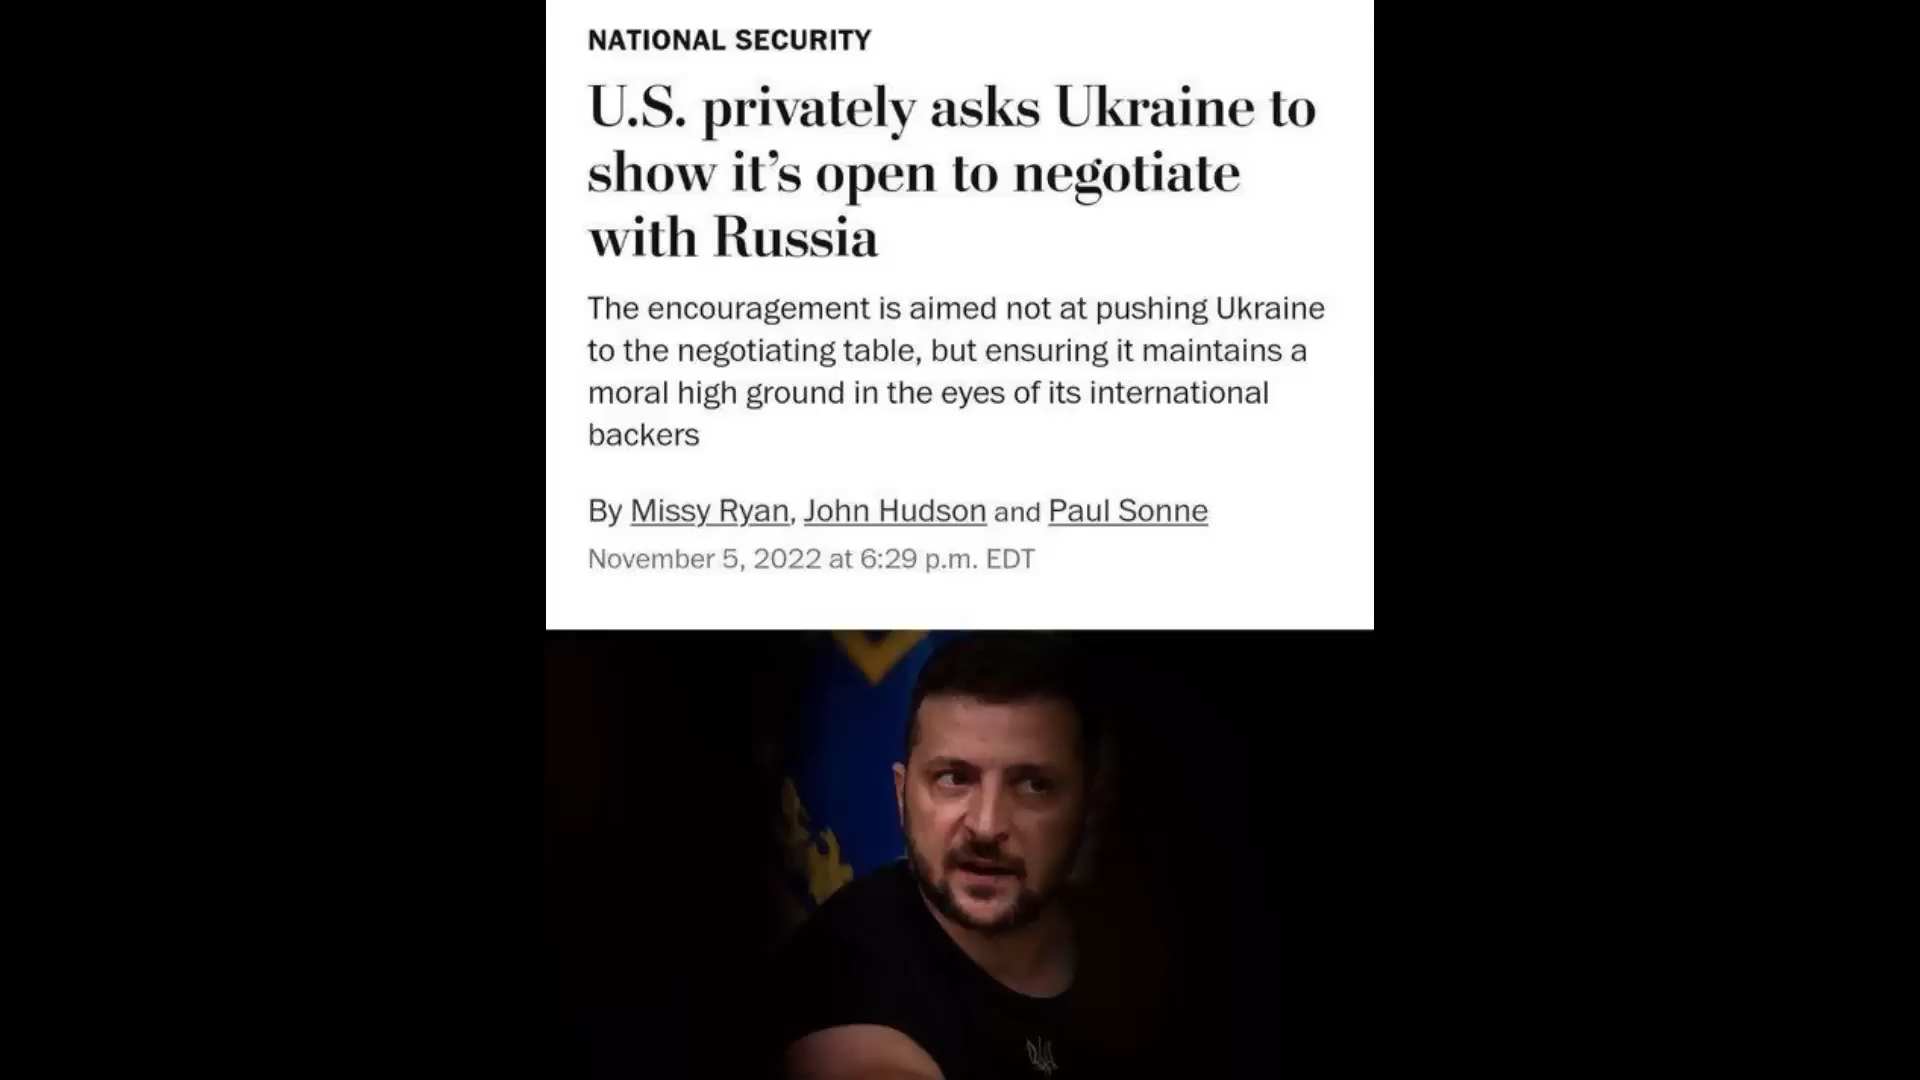 NATIONAL SECURITY
U.S. privately asks Ukraine to
show it’s open to negotiate
with Russia
The encouragement is aimed not at pushing Ukraine
to the negotiating table, but ensuring it maintains a
moral high ground in the eyes of its international
backers
By Missy Ryan, John Hudson and Paul Sonne
November 5, 2022 at 6:29 p.m. EDT